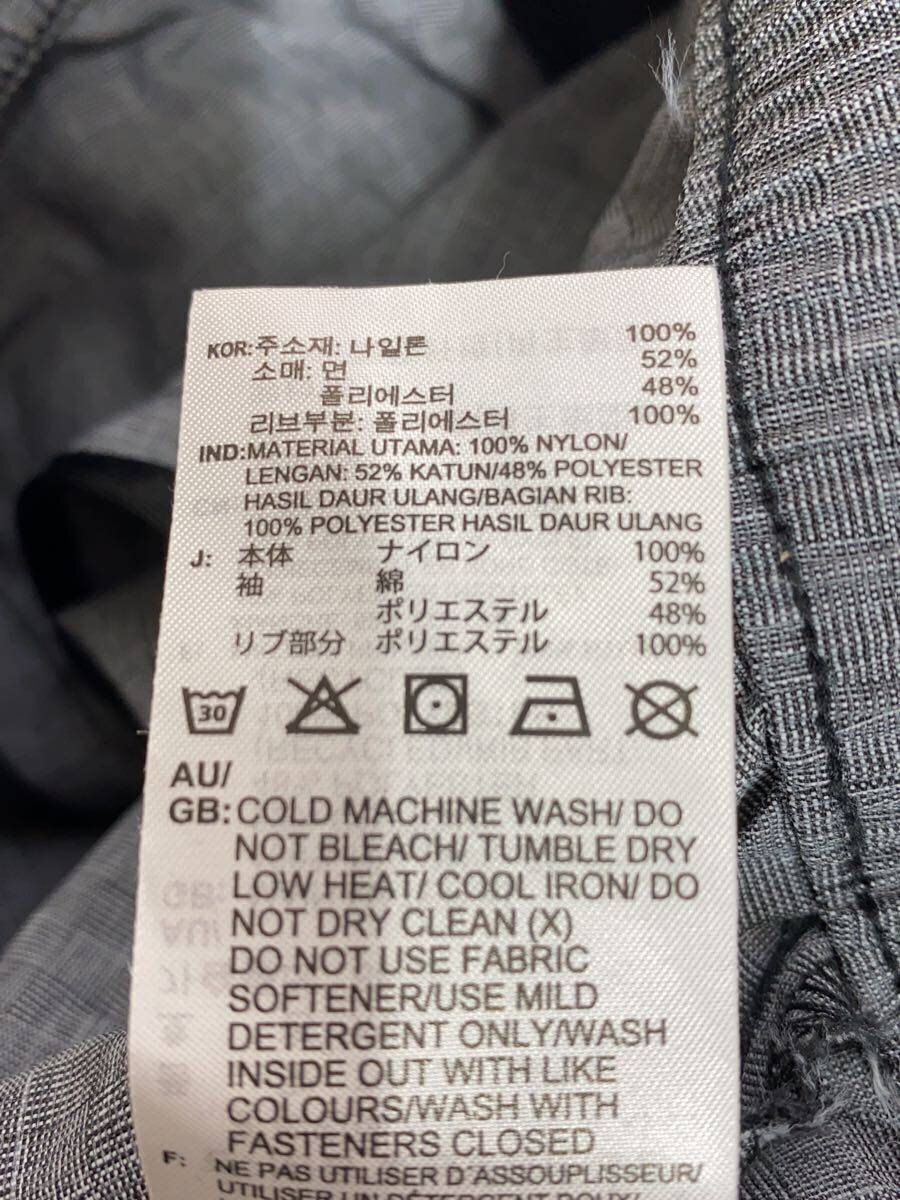 KOR:주소재: 나일론 100%
소매: 면 52%
폴리에스터 48%
리브부분: 폴리에스터 100%
IND:MATERIAL UTAMA: 100% NYLON/
LENGAN: 52% KATUN/48% POLYESTER
HASIL DAUR ULANG/BAGIAN RIB:
100% POLYESTER HASIL DAUR ULANG
J: 本体 ナイロン 100%
袖 綿 52%
ポリエステル 48%
リブ部分 ポリエステル 100%
30
AU/
GB:COLD MACHINE WASH/ DO
NOT BLEACH/ TUMBLE DRY
LOW HEAT/ COOL IRON/ DO
NOT DRY CLEAN (X)
DO NOT USE FABRIC
SOFTENER/USE MILD
DETERGENT ONLY/WASH
INSIDE OUT WITH LIKE
COLOURS/WASH WITH
FASTENERS CLOSED
F: NE PAS UTILISER D'ASSOUPLISSEUR/
UTILISER UN DÉTERGENT DOUX/